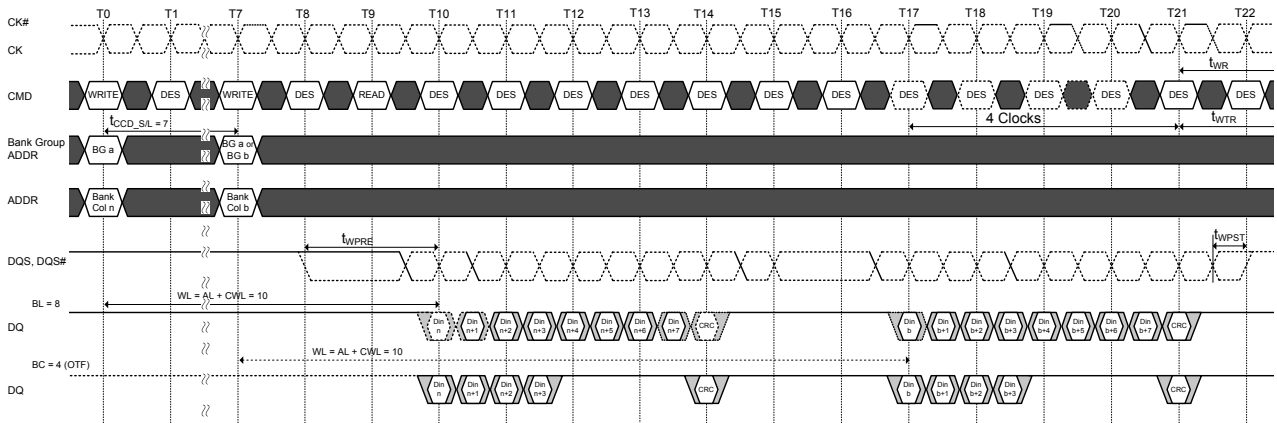 T0 T1 T7 T8 T9 T10 T11 T12 T13 T14 T15 T16 T17 T18 T19 T20 T21 T22
CK#
CK
tWR
CMD WRITE DES WRITE DES READ DES DES DES DES DES DES DES DES DES DES DES DES DES
tCCD_S/L = 7
4 Clocks
tWTR
Bank Group
ADDR
BG a
BG a or
BG b
ADDR
Bank
Col n
Bank
Col b
tWPRE
tWPST
DQS, DQS#
WL = AL + CWL = 10
BL = 8
DQ
Din
n
Din
n+1
Din
n+2
Din
n+3
Din
n+4
Din
n+5
Din
n+6
Din
n+7
CRC
Din
b
Din
b+1
Din
b+2
Din
b+3
Din
b+4
Din
b+5
Din
b+6
Din
b+7
CRC
WL = AL + CWL = 10
BC = 4 (OTF)
DQ
Din
n
Din
n+1
Din
n+2
Din
n+3
CRC
Din
b
Din
b+1
Din
b+2
Din
b+3
CRC